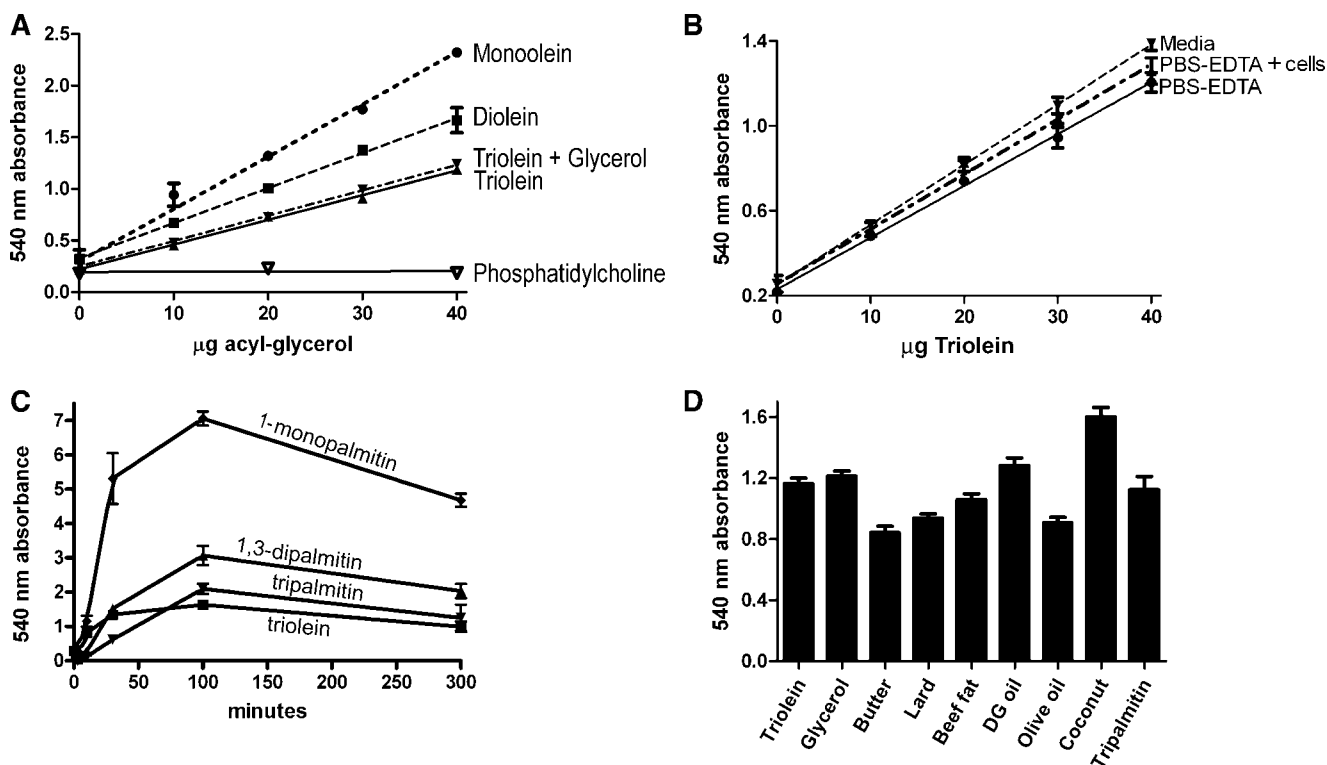 A
540 nm absorbance
2.5
2.0
1.5
1.0
0.5
0.0
0
10
20
30
40
µg acyl-glycerol
Monoolein
Diolein
Triolein + Glycerol
Triolein
Phosphatidylcholine
B
540 nm absorbance
1.4
1.0
0.6
0.2
0
10
20
30
40
µg Triolein
Media
PBS-EDTA + cells
PBS-EDTA
C
540 nm absorbance
7
6
5
4
3
2
1
0
0
50
100
150
200
250
300
minutes
1-monopalmitin
1,3-dipalmitin
tripalmitin
triolein
D
540 nm absorbance
1.6
1.2
0.8
0.4
0.0
Triolein
Glycerol
Butter
Lard
Beef fat
DG oil
Olive oil
Coconut
Tripalmitin